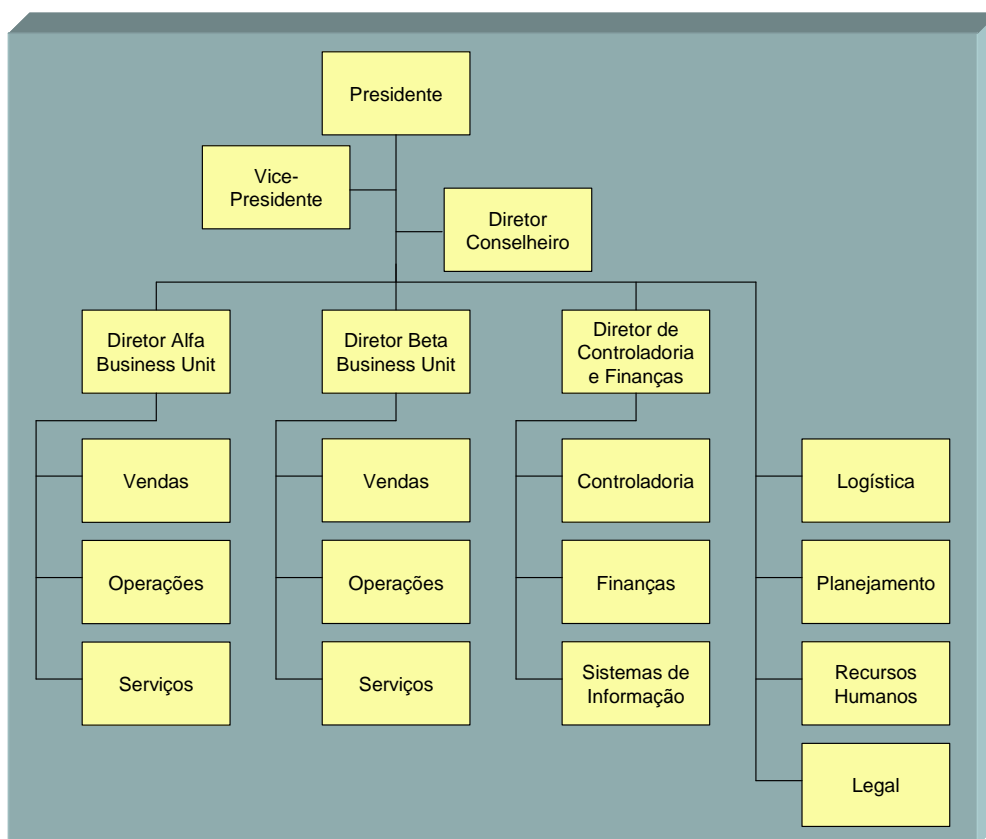 Presidente
Vice-
Presidente
Diretor
Conselheiro
Diretor Alfa
Business Unit
Diretor Beta
Business Unit
Diretor de
Controladoria
e Finanças
Vendas
Vendas
Controladoria
Logística
Operações
Operações
Finanças
Planejamento
Serviços
Serviços
Sistemas de
Informação
Recursos
Humanos
Legal